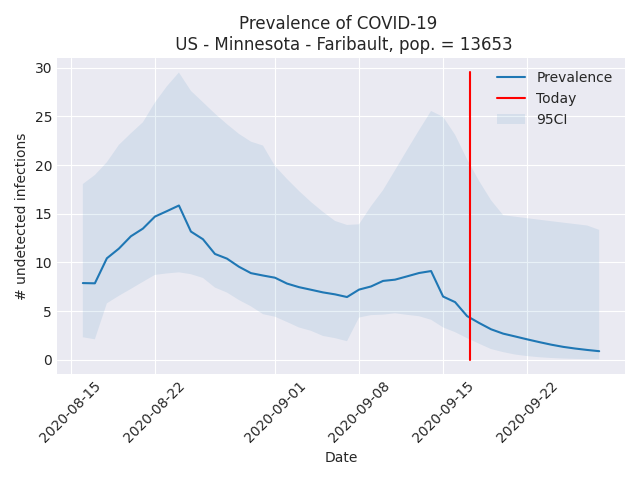 Prevalence of COVID-19
US - Minnesota - Faribault, pop. = 13653
# undetected infections
30
25
20
15
10
5
0
Prevalence
Today
95CI
2020-08-15
2020-08-22
2020-09-01
2020-09-08
2020-09-15
2020-09-22
Date